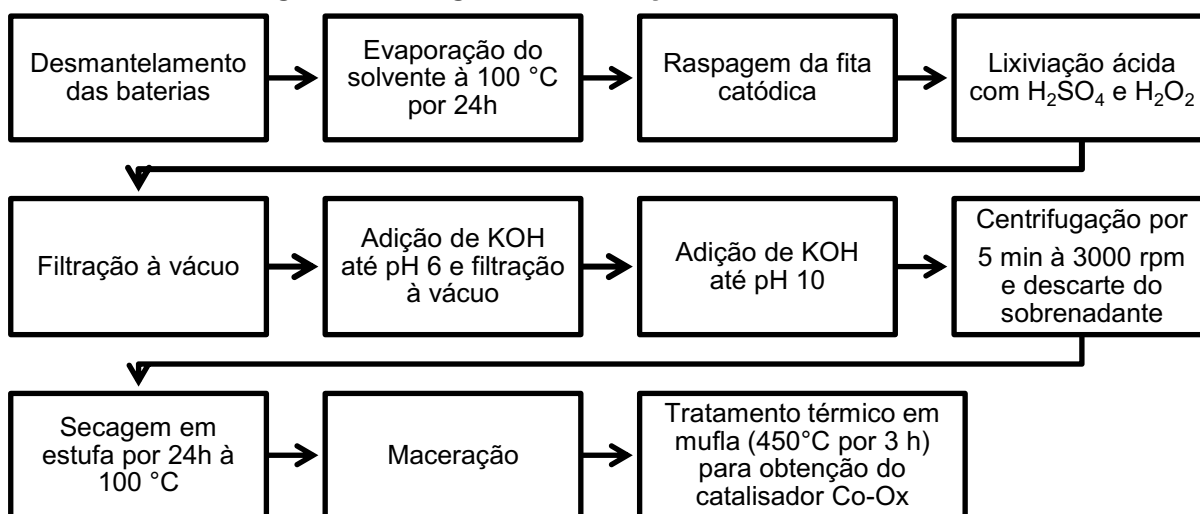 Desmantelamento
das baterias
Evaporação do
solvente à 100 °C
por 24h
Raspagem da fita
catódica
Lixiviação ácida
com H₂SO₄ e H₂O₂
Filtração à vácuo
Adição de KOH
até pH 6 e filtração
à vácuo
Adição de KOH
até pH 10
Centrifugação por
5 min à 3000 rpm
e descarte do
sobrenadante
Secagem em
estufa por 24h à
100 °C
Maceração
Tratamento térmico em
mufla (450°C por 3 h)
para obtenção do
catalisador Co-Ox